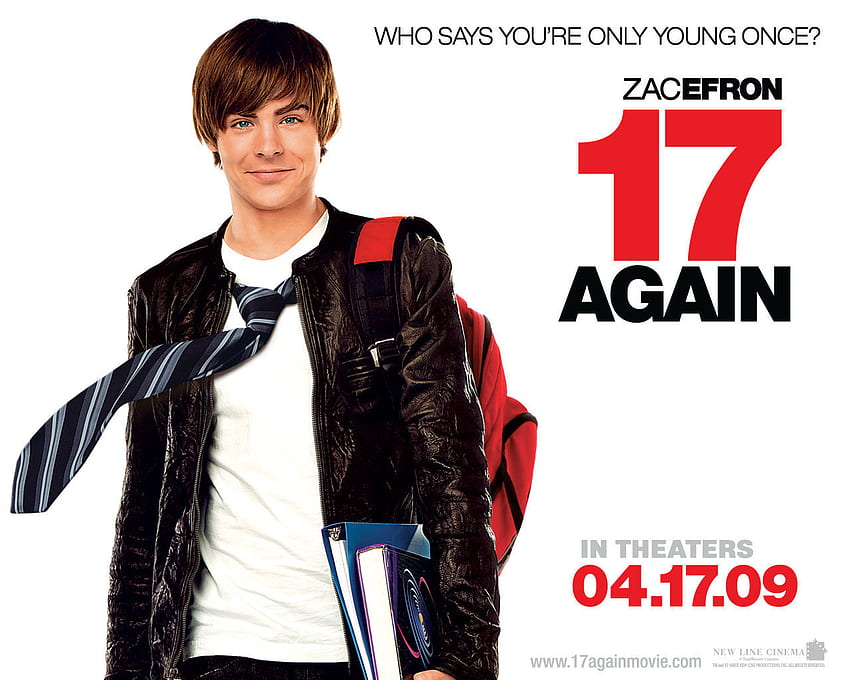 WHO SAYS YOU'RE ONLY YOUNG ONCE?
ZACEFRON
17
AGAIN
IN THEATERS
04.17.09
www.17againmovie.com
NEW LINE CINEMA